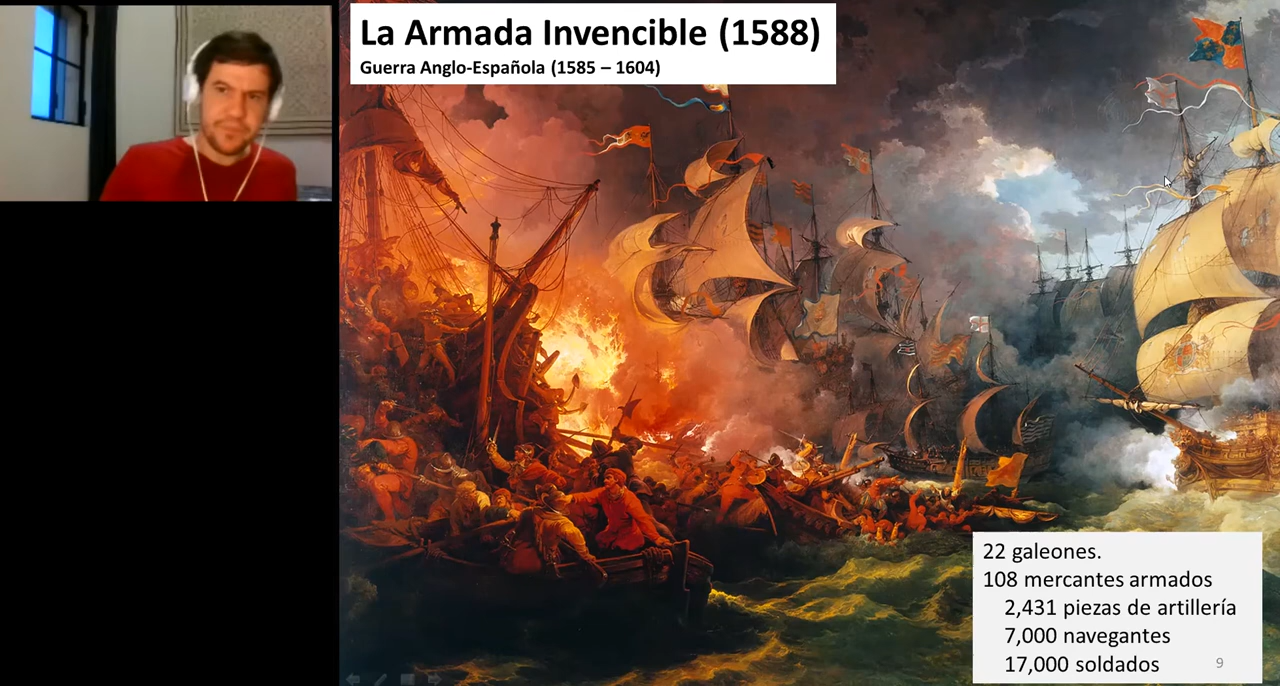 La Armada Invencible (1588)
Guerra Anglo-Española (1585 – 1604)
22 galeones.
108 mercantes armados
2,431 piezas de artillería
7,000 navegantes
17,000 soldados
9